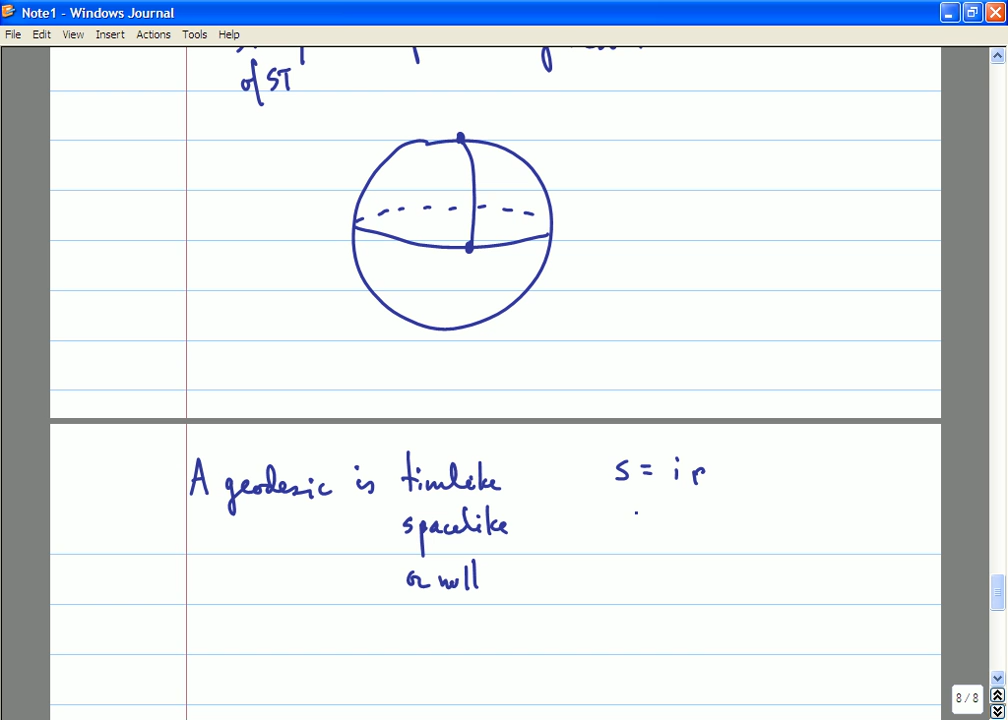 Note1 - Windows Journal
File Edit View Insert Actions Tools Help
of ST
A geodesic is timlike s = i
spacelike
or null
8/8